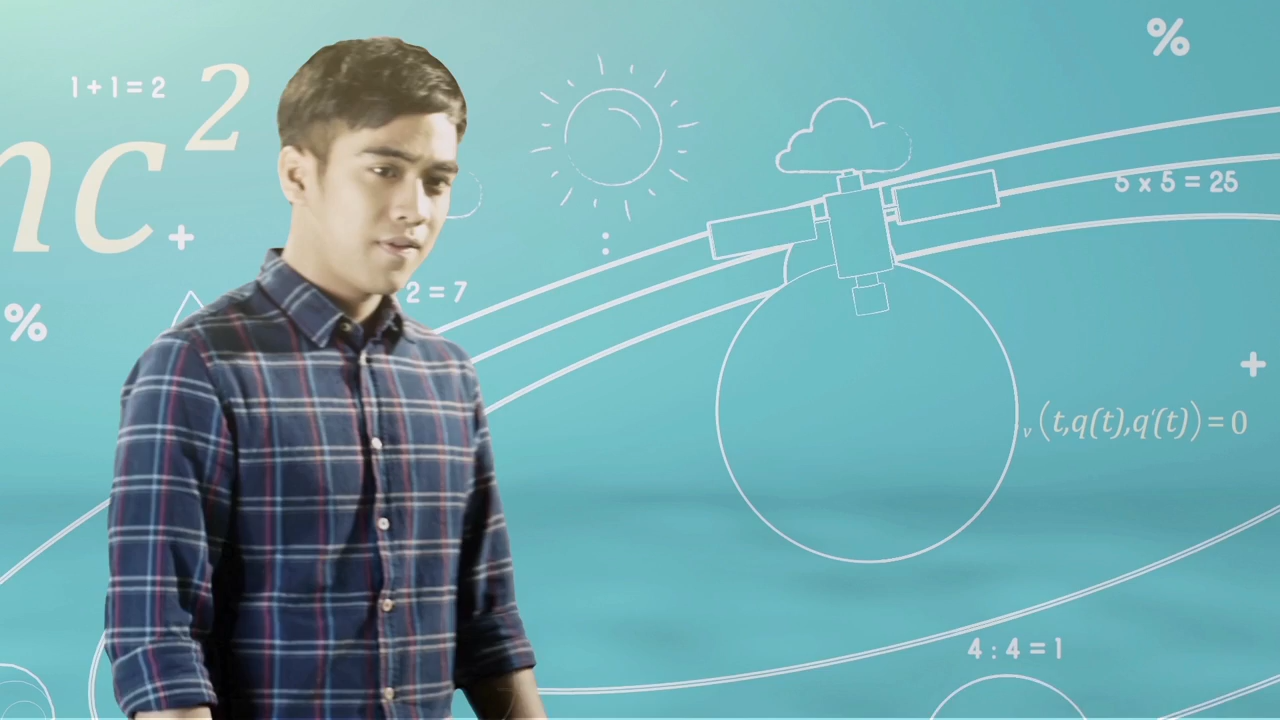 %
1+1=2
mc²
+
%
2 = 7
5 x 5 = 25
+
v (t,q(t),q'(t)) = 0
4 : 4 = 1